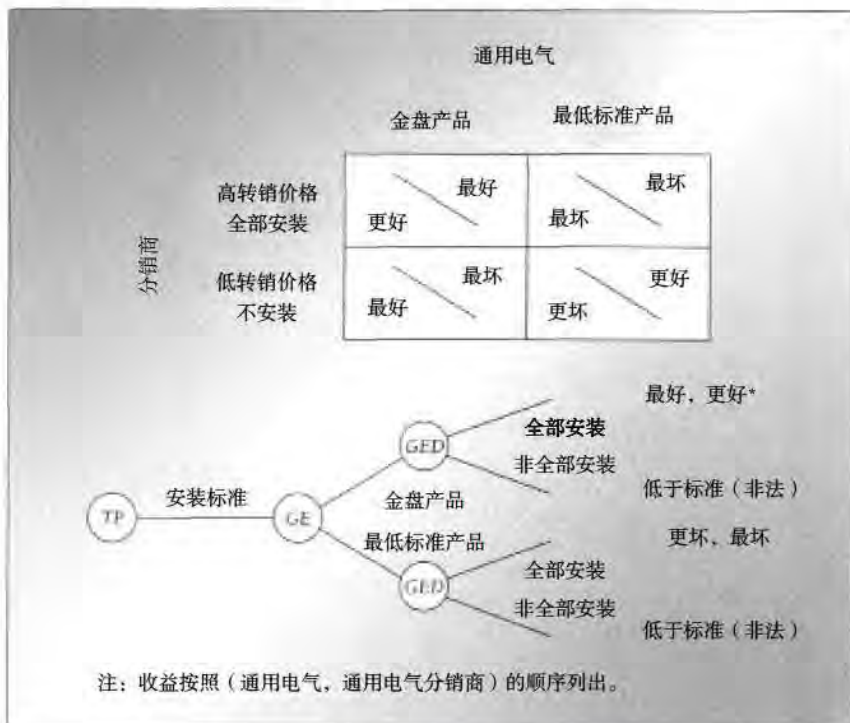 通用电气
金盘产品 最低标准产品
分销商
高转销价格
全部安装
最好
更好
最坏
最坏
低转销价格
不安装
最坏
最好
更好
更坏
最好，更好*
GED
全部安装
非全部安装
低于标准（非法）
TP
安装标准
GE
金盘产品
最低标准产品
更坏、最坏
GED
全部安装
非全部安装
低于标准（非法）
注：收益按照（通用电气，通用电气分销商）的顺序列出。